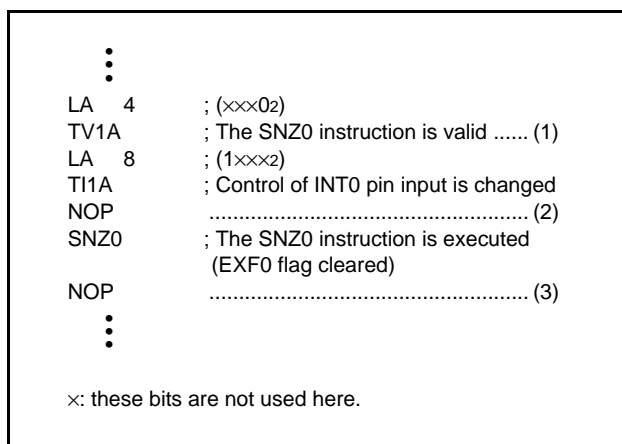 LA 4 ; (×××0₂)
TV1A ; The SNZ0 instruction is valid ...... (1)
LA 8 ; (1×××₂)
TI1A ; Control of INT0 pin input is changed
NOP ...................................................... (2)
SNZ0 ; The SNZ0 instruction is executed
(EXF0 flag cleared)
NOP ...................................................... (3)
×: these bits are not used here.